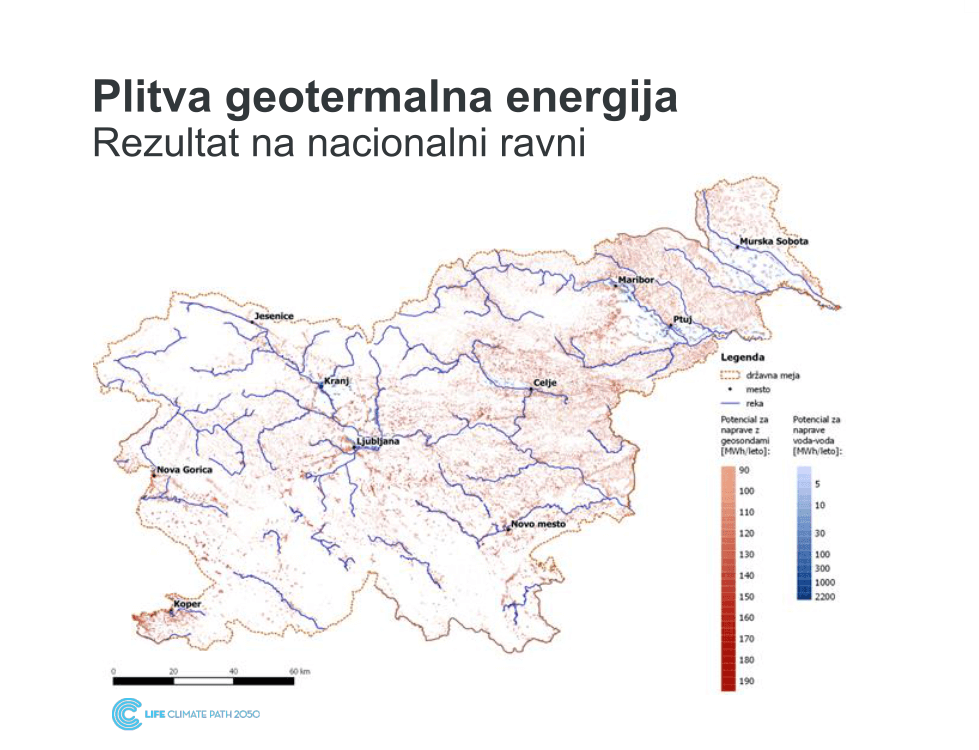 Plitva geotermalna energija
Rezultat na nacionalni ravni
Murska Sobota
Maribor
Ptuj
Jesenice
Kranj
Celje
Ljubljana
Nova Gorica
Novo mesto
Koper
Legenda
državna meja
mesto
reka
Potencial za
naprave z
geosondami
[MWh/leto]:
90
100
110
120
130
140
150
160
170
180
190
Potencial za
naprave
voda-voda
[MWh/leto]:
5
10
30
100
300
1000
2200
0 20 40 60 km
LIFE CLIMATE PATH 2050